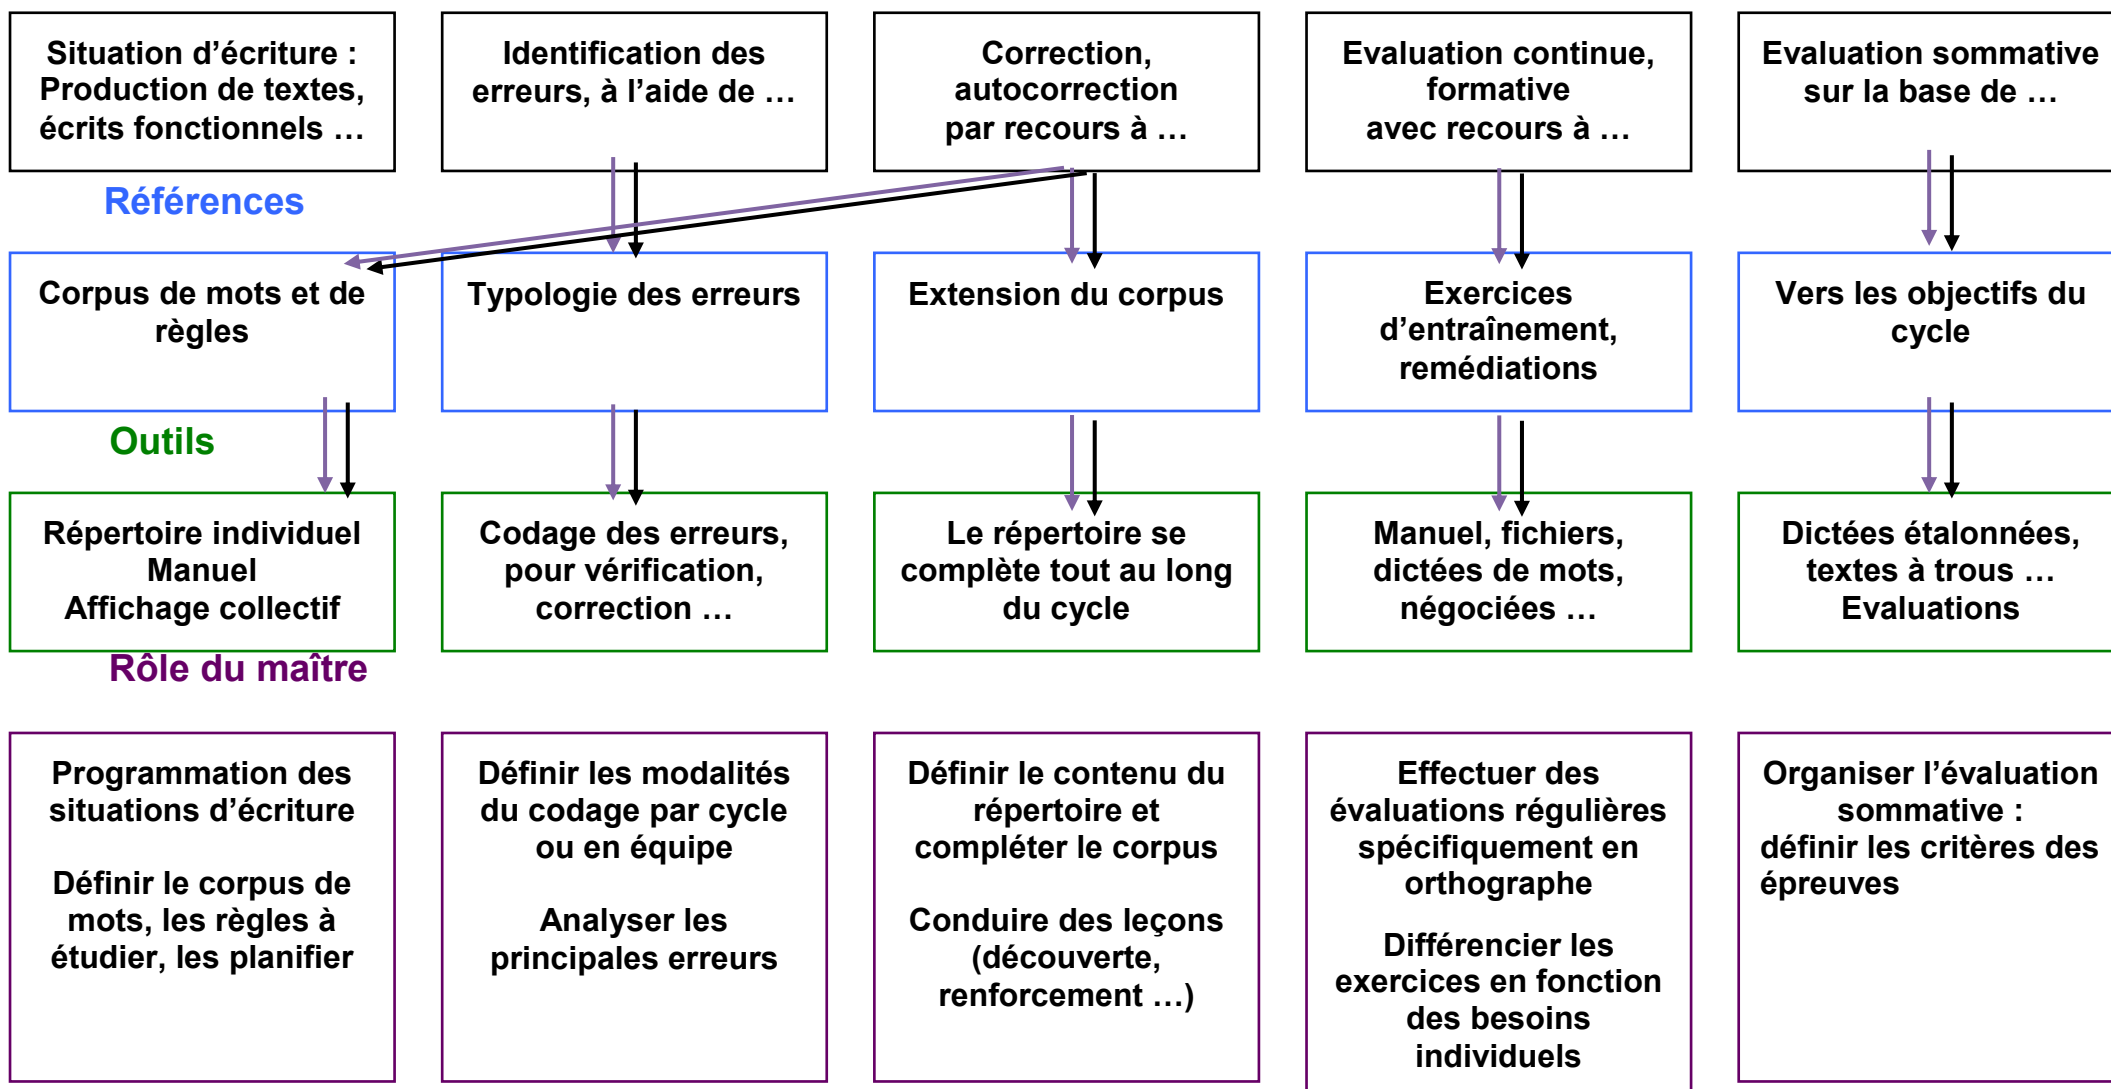 Situation d’écriture :
Production de textes,
écrits fonctionnels …
Identification des
erreurs, à l’aide de …
Correction,
autocorrection
par recours à …
Evaluation continue,
formative
avec recours à …
Evaluation sommative
sur la base de …
Références
Corpus de mots et de
règles
Typologie des erreurs
Extension du corpus
Exercices
d’entraînement,
remédiations
Vers les objectifs du
cycle
Outils
Répertoire individuel
Manuel
Affichage collectif
Codage des erreurs,
pour vérification,
correction …
Le répertoire se
complète tout au long
du cycle
Manuel, fichiers,
dictées de mots,
négociées …
Dictées étalonnées,
textes à trous …
Evaluations
Rôle du maître
Programmation des
situations d’écriture
Définir le corpus de
mots, les règles à
étudier, les planifier
Définir les modalités
du codage par cycle
ou en équipe
Analyser les
principales erreurs
Définir le contenu du
répertoire et
compléter le corpus
Conduire des leçons
(découverte,
renforcement …)
Effectuer des
évaluations régulières
spécifiquement en
orthographe
Différencier les
exercices en fonction
des besoins
individuels
Organiser l’évaluation
sommative :
définir les critères des
épreuves